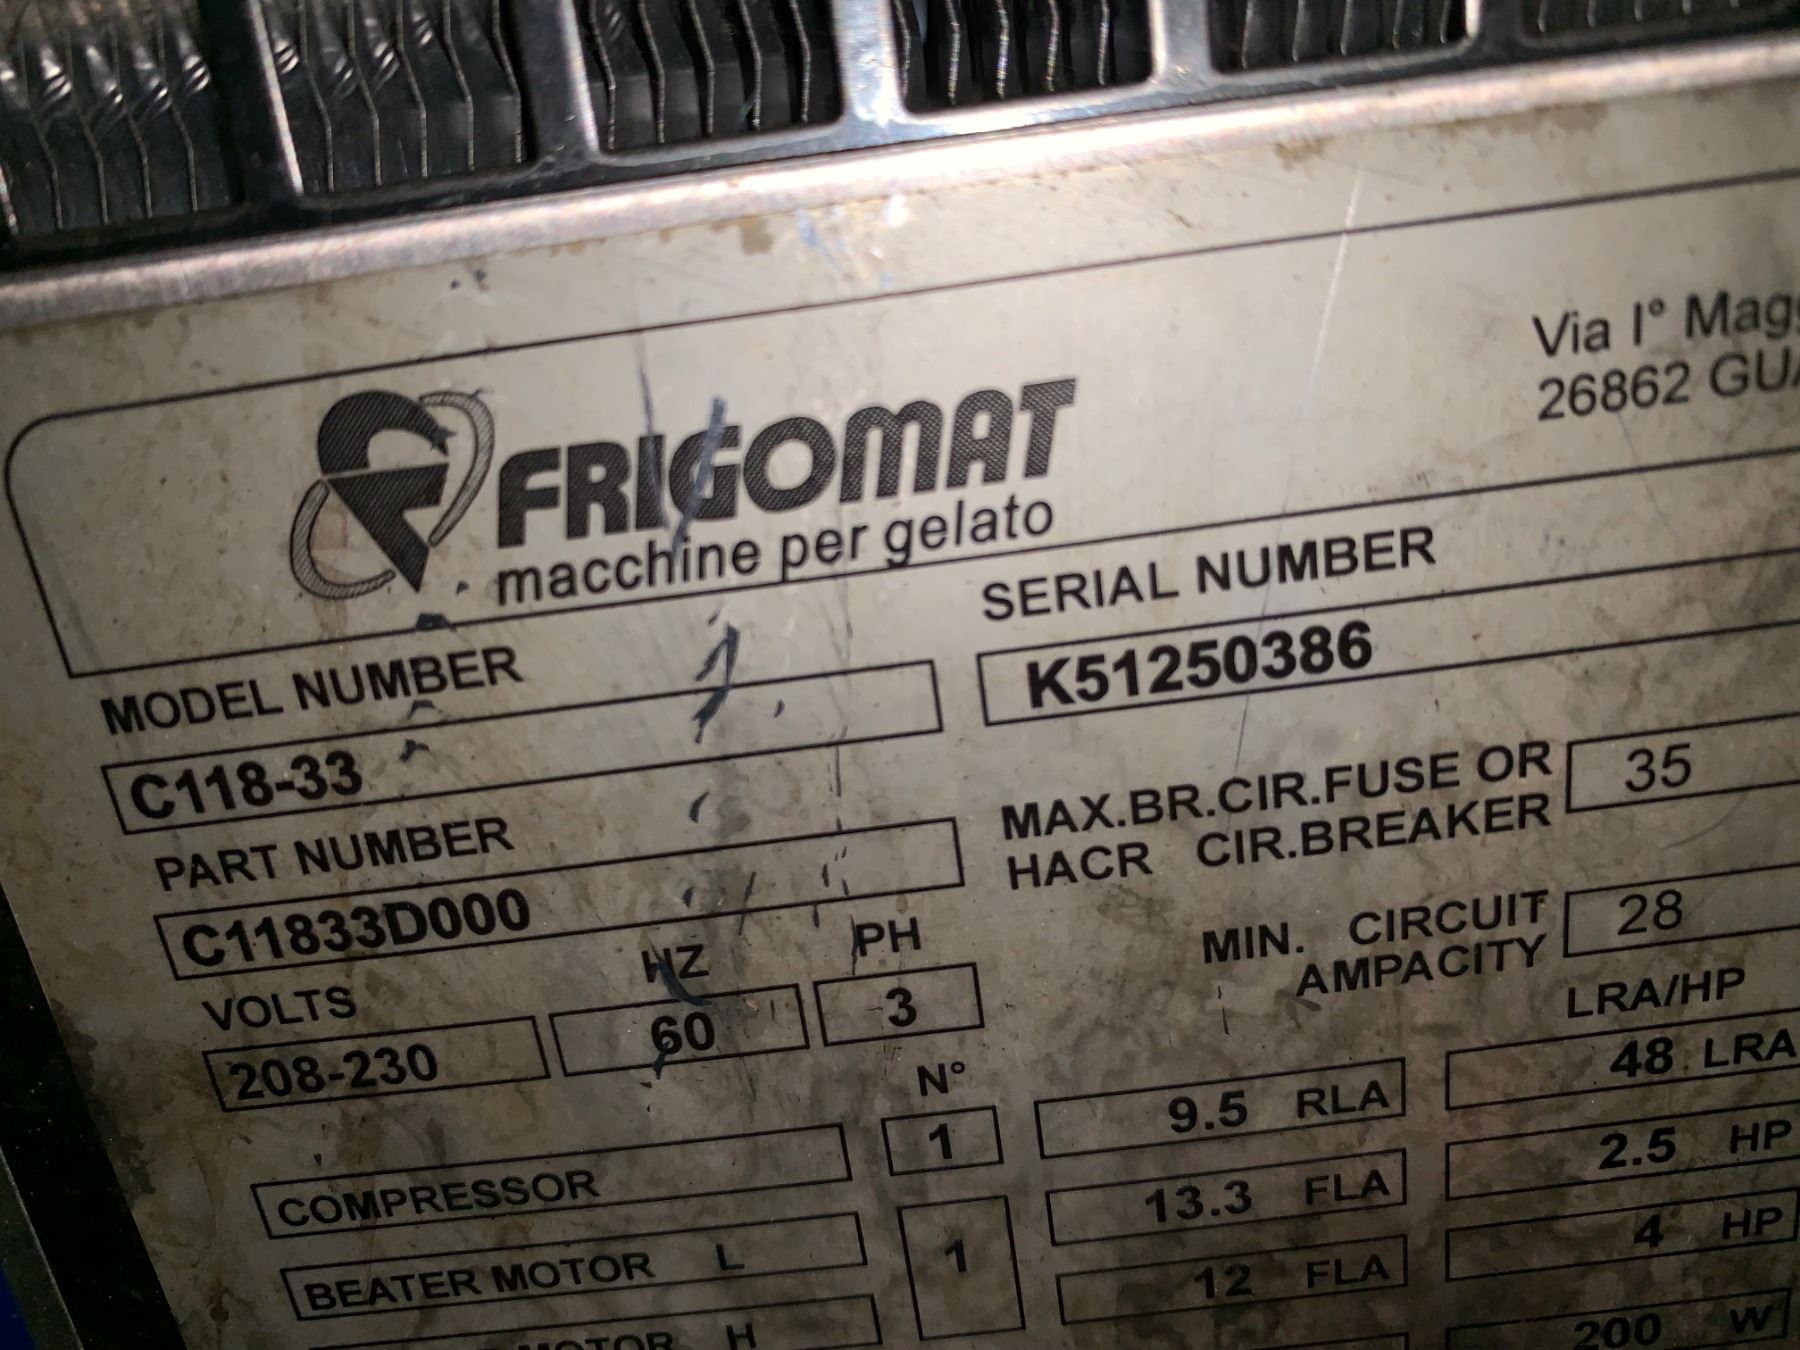 FRIGOMAT
macchine per gelato
Via I°
26862
MODEL NUMBER
C118-33
SERIAL NUMBER
K51250386
PART NUMBER
C11833D000
MAX.BR.CIR.FUSE OR
HACR CIR.BREAKER
35
VOLTS
208-230
HZ
60
PH
3
MIN. CIRCUIT
AMPACITY
28
N°
LRA/HP
COMPRESSOR
1
9.5 RLA
48 LRA
BEATER MOTOR L
1
13.3 FLA
2.5 HP
MOTOR H
12 FLA
4 HP
200 W